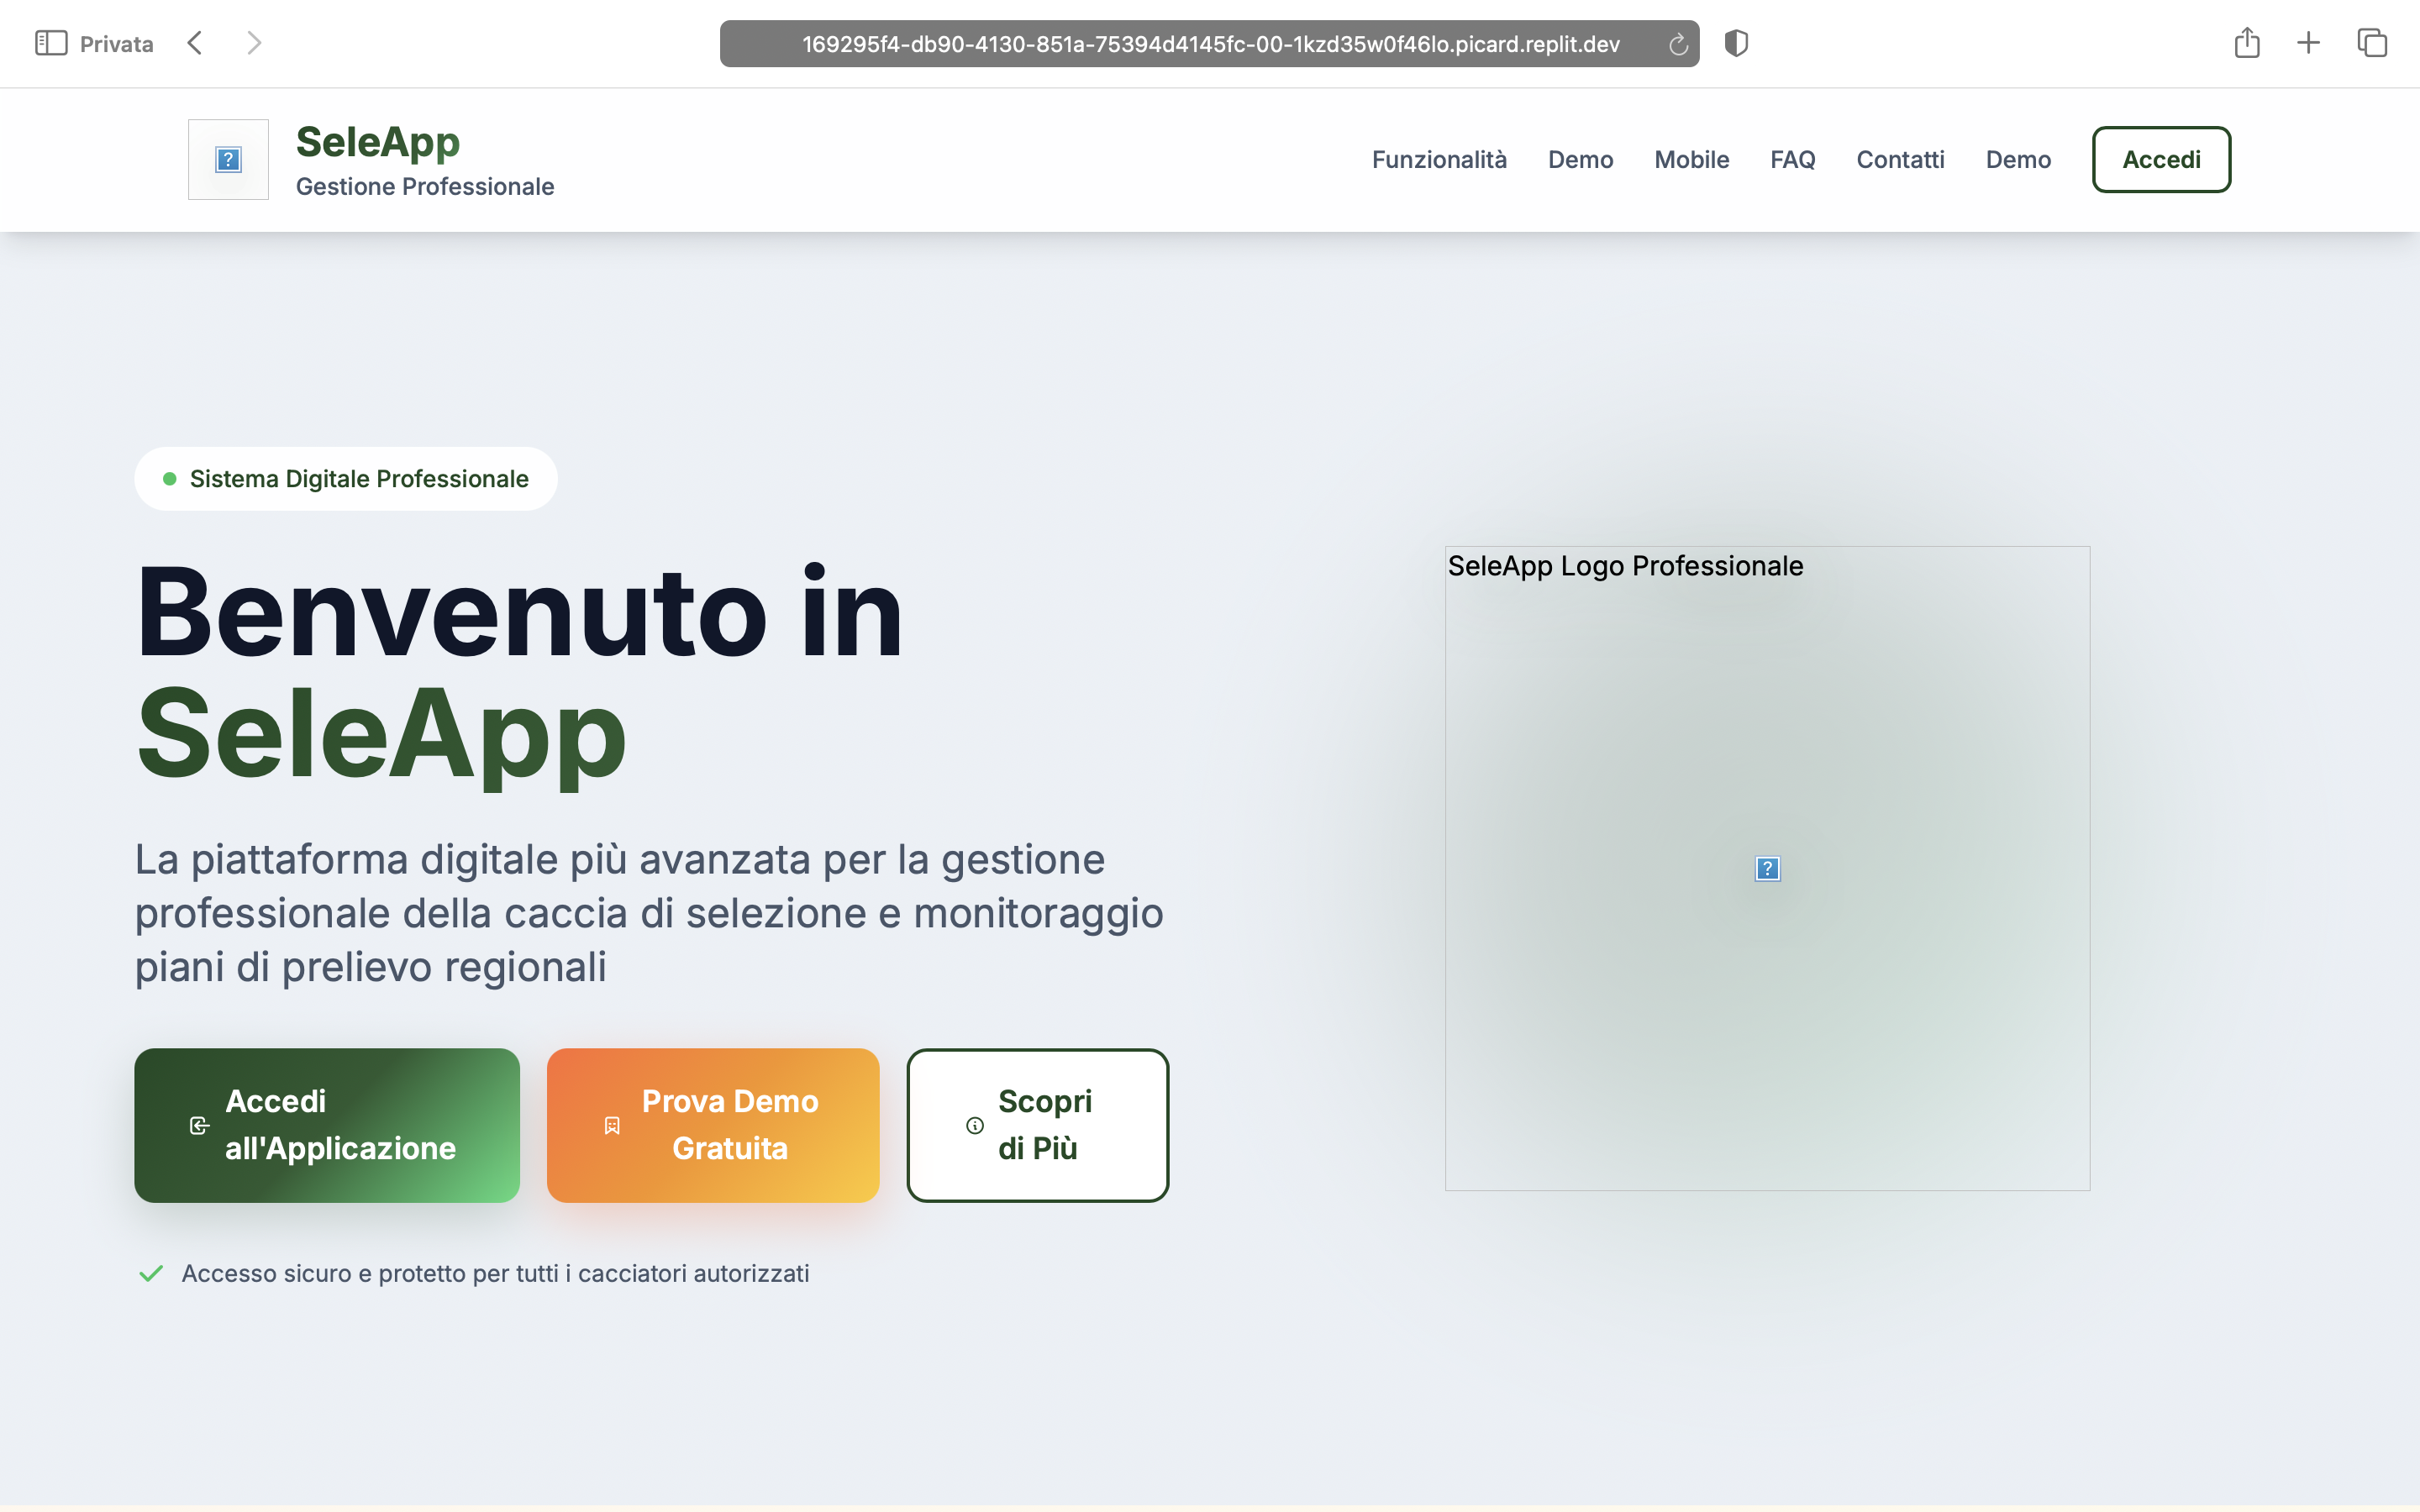 Privata
169295f4-db90-4130-851a-75394d4145fc-00-1kzd35w0f46lo.picard.replit.dev
SeleApp
Gestione Professionale
Funzionalità
Demo
Mobile
FAQ
Contatti
Demo
Accedi
Sistema Digitale Professionale
Benvenuto in
SeleApp
La piattaforma digitale più avanzata per la gestione
professionale della caccia di selezione e monitoraggio
piani di prelievo regionali
Accedi
all'Applicazione
Prova Demo
Gratuita
Scopri
di Più
Accesso sicuro e protetto per tutti i cacciatori autorizzati
SeleApp Logo Professionale